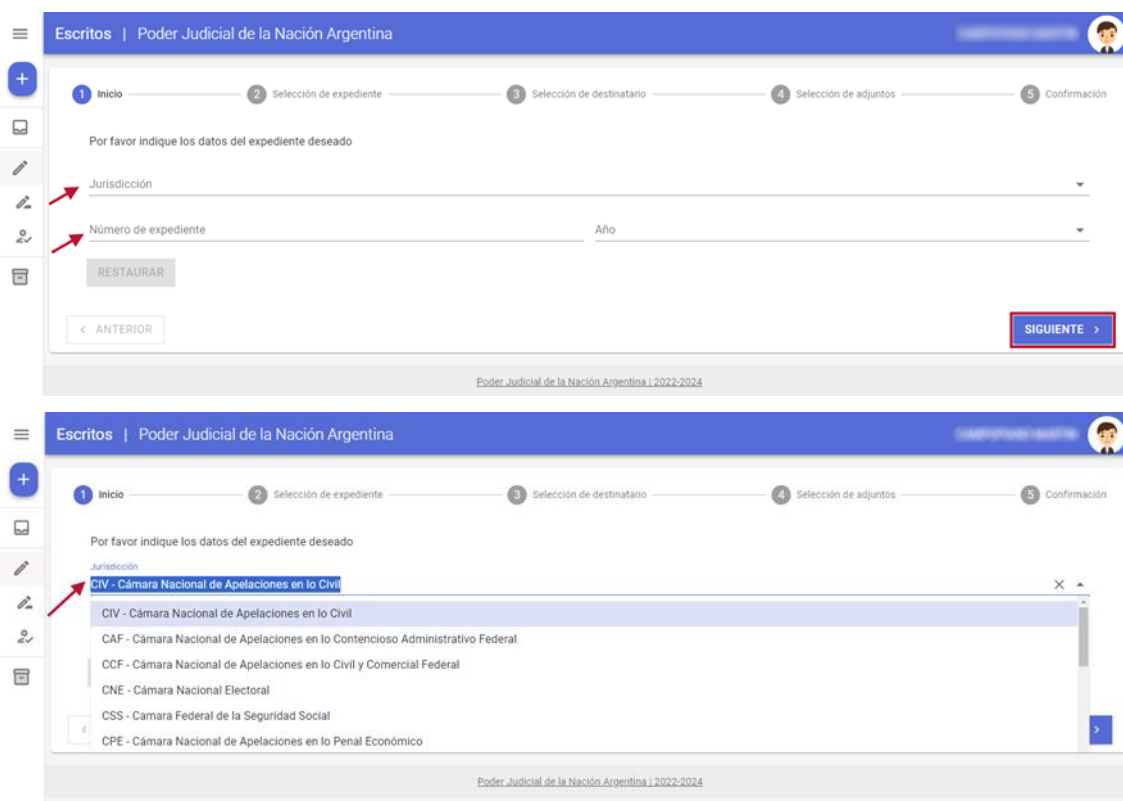 Escritos | Poder Judicial de la Nación Argentina
1 Inicio 2 Selección de expediente 3 Selección de destinatario 4 Selección de adjuntos 5 Confirmación
Por favor indique los datos del expediente deseado
Jurisdicción
Número de expediente Año
RESTAURAR
< ANTERIOR SIGUIENTE >
Poder Judicial de la Nación Argentina | 2022-2024
Escritos | Poder Judicial de la Nación Argentina
1 Inicio 2 Selección de expediente 3 Selección de destinatario 4 Selección de adjuntos 5 Confirmación
Por favor indique los datos del expediente deseado
Jurisdicción
CIV - Cámara Nacional de Apelaciones en lo Civil
CIV - Cámara Nacional de Apelaciones en lo Civil
CAF - Cámara Nacional de Apelaciones en lo Contencioso Administrativo Federal
CCF - Cámara Nacional de Apelaciones en lo Civil y Comercial Federal
CNE - Cámara Nacional Electoral
CSS - Camara Federal de la Seguridad Social
CPE - Cámara Nacional de Apelaciones en lo Penal Económico
Poder Judicial de la Nación Argentina | 2022-2024